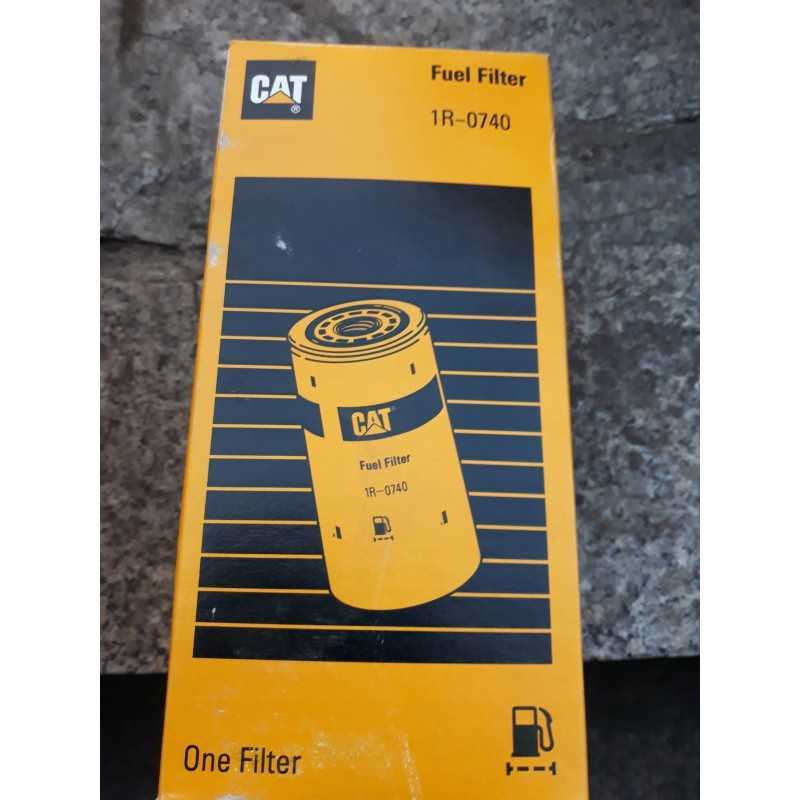 CAT
®
Fuel Filter
1R-0740
CAT
Fuel Filter
1R-0740
One Filter